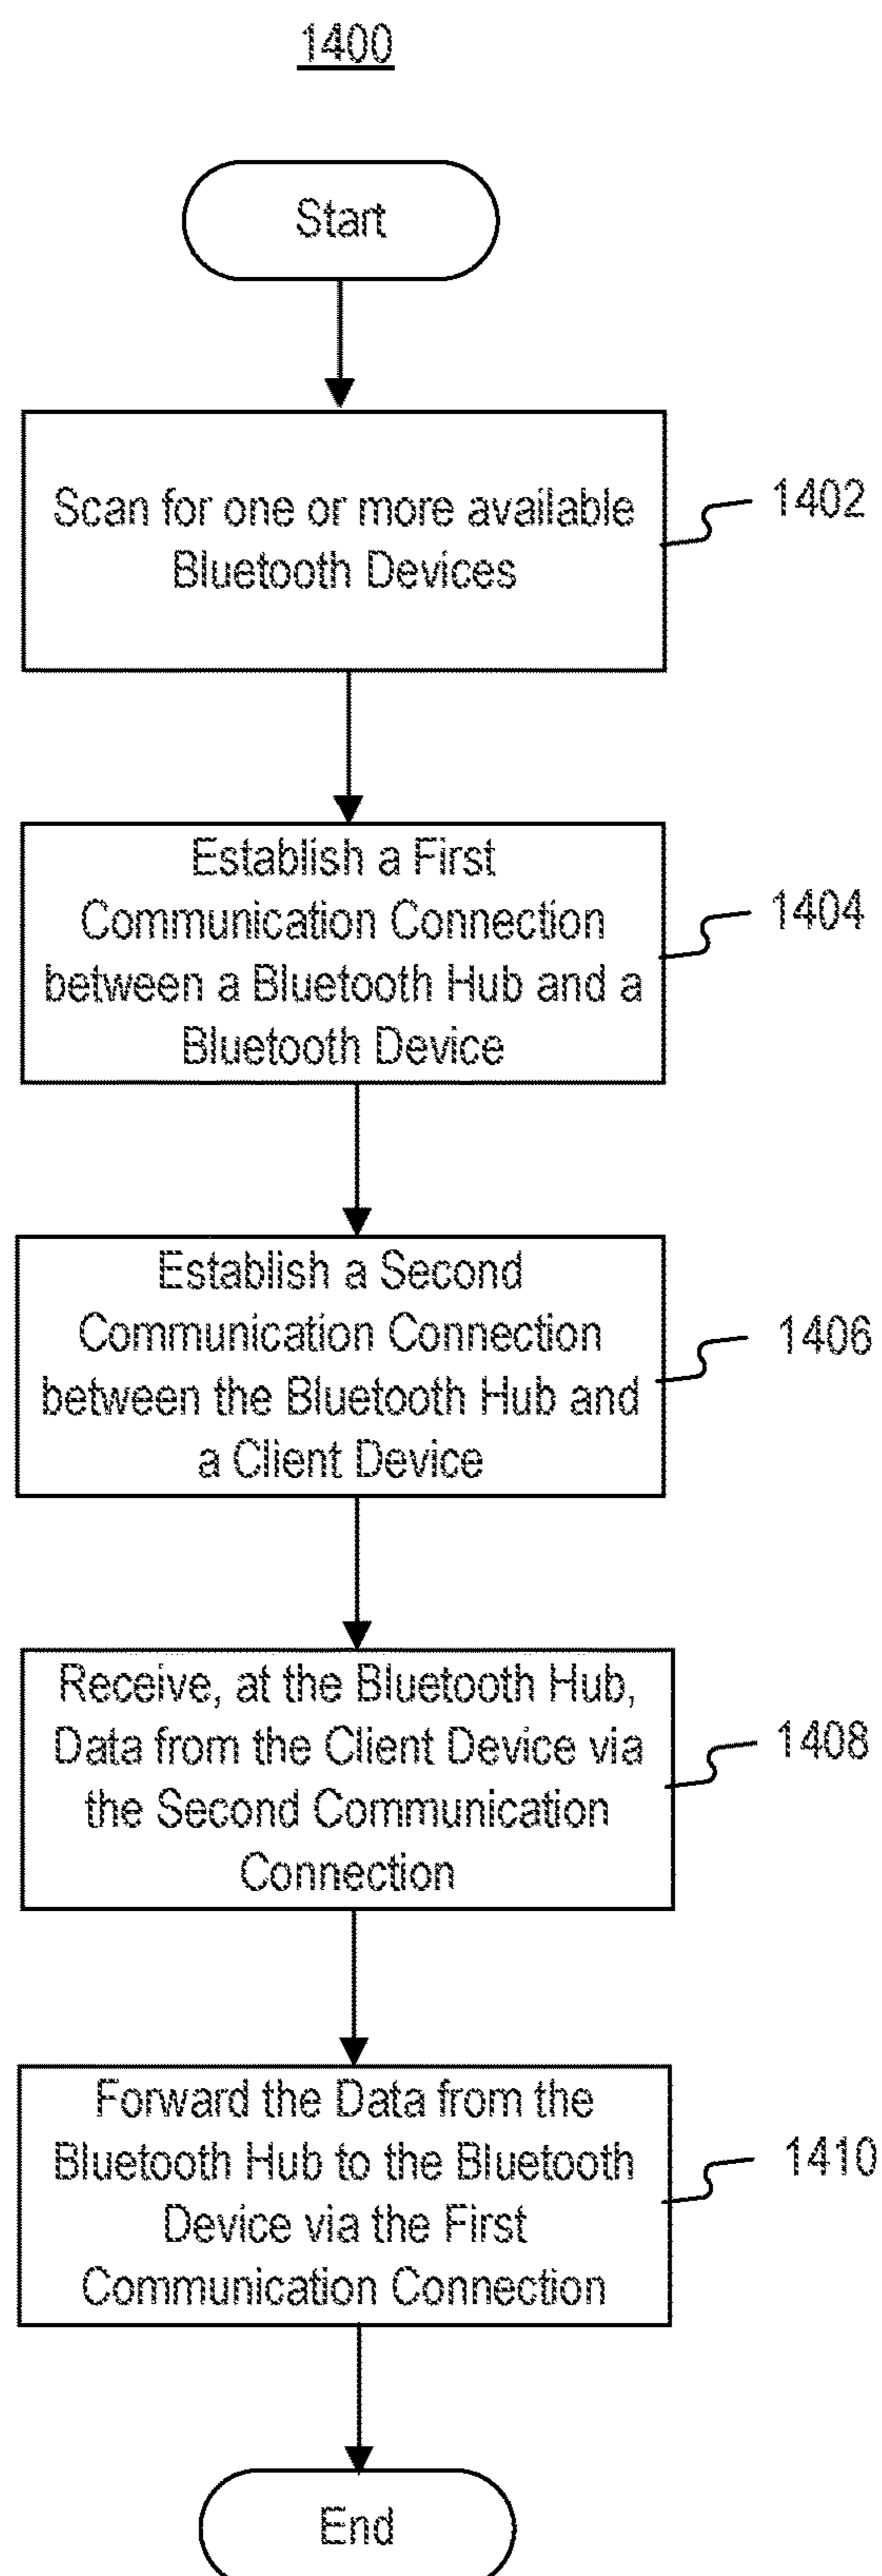 1400
Start
Scan for one or more available
Bluetooth Devices
1402
Establish a First
Communication Connection
between a Bluetooth Hub and a
Bluetooth Device
1404
Establish a Second
Communication Connection
between the Bluetooth Hub and
a Client Device
1406
Receive, at the Bluetooth Hub,
Data from the Client Device via
the Second Communication
Connection
1408
Forward the Data from the
Bluetooth Hub to the Bluetooth
Device via the First
Communication Connection
1410
End